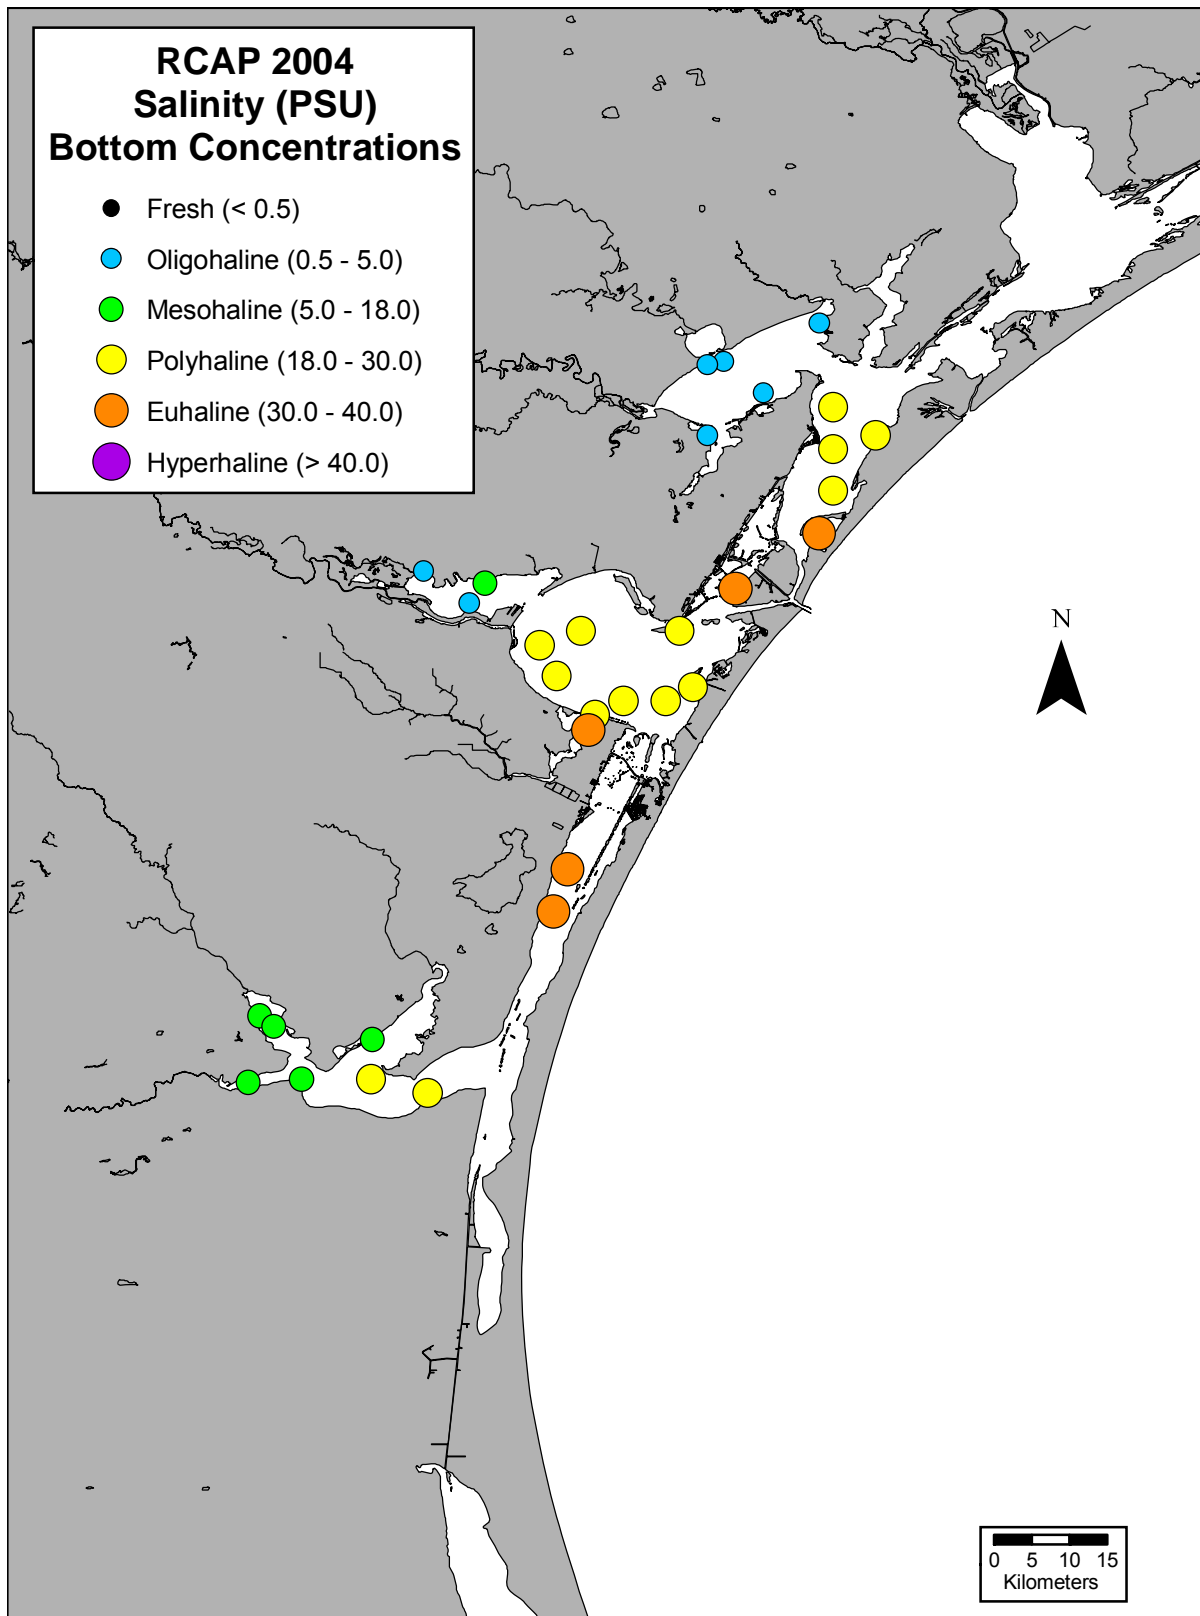 RCAP 2004
Salinity (PSU)
Bottom Concentrations
Fresh (< 0.5)
Oligohaline (0.5 - 5.0)
Mesohaline (5.0 - 18.0)
Polyhaline (18.0 - 30.0)
Euhaline (30.0 - 40.0)
Hyperhaline (> 40.0)
N
0 5 10 15
Kilometers